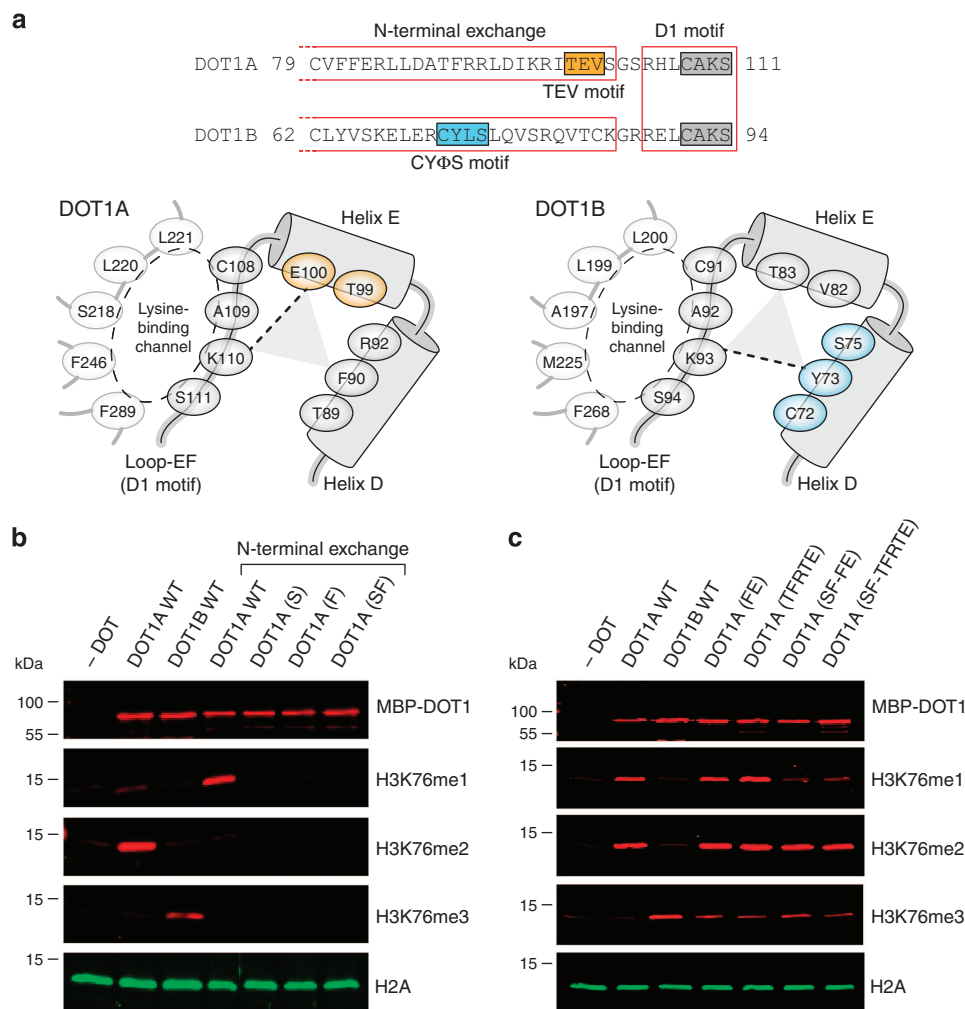 a
N-terminal exchange
D1 motif
DOT1A 79 CVFFERLLDATFRRLDIKRITEVSGSRHLCAKS 111
TEV motif
DOT1B 62 CLYVSKELERCYLSLQVSRQVTCKGRRELCAKS 94
CYΦS motif
DOT1A
Helix E
L221
L220
C108
E100
T99
S218
Lysine-binding channel
A109
R92
F246
K110
F90
F289
S111
T89
Loop-EF
(D1 motif)
Helix D
DOT1B
Helix E
L200
L199
C91
T83
V82
A197
Lysine-binding channel
A92
S75
M225
K93
Y73
F268
S94
C72
Loop-EF
(D1 motif)
Helix D
b
N-terminal exchange
– DOT
DOT1A WT
DOT1B WT
DOT1A WT
DOT1A (S)
DOT1A (F)
DOT1A (SF)
kDa
100
55
MBP-DOT1
15
H3K76me1
15
H3K76me2
15
H3K76me3
15
H2A
c
– DOT
DOT1A WT
DOT1B WT
DOT1A (FE)
DOT1A (TFRTE)
DOT1A (SF-FE)
DOT1A (SF-TFRTE)
kDa
100
55
MBP-DOT1
15
H3K76me1
15
H3K76me2
15
H3K76me3
15
H2A